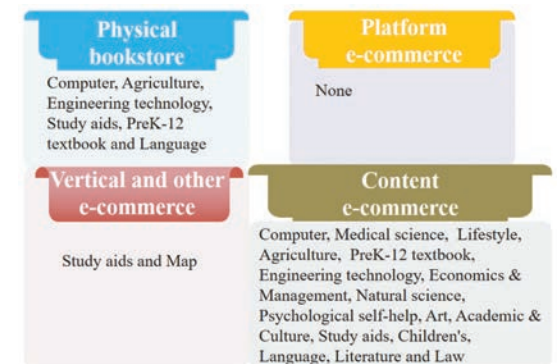 Physical
bookstore
Computer, Agriculture,
Engineering technology,
Study aids, PreK-12
textbook and Language
Platform
e-commerce
None
Vertical and other
e-commerce
Study aids and Map
Content
e-commerce
Computer, Medical science, Lifestyle,
Agriculture, PreK-12 textbook,
Engineering technology, Economics &
Management, Natural science,
Psychological self-help, Art, Academic &
Culture, Study aids, Children's,
Language, Literature and Law